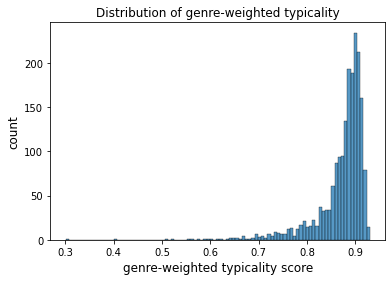 Distribution of genre-weighted typicality
count
200
150
100
50
0
0.3 0.4 0.5 0.6 0.7 0.8 0.9
genre-weighted typicality score